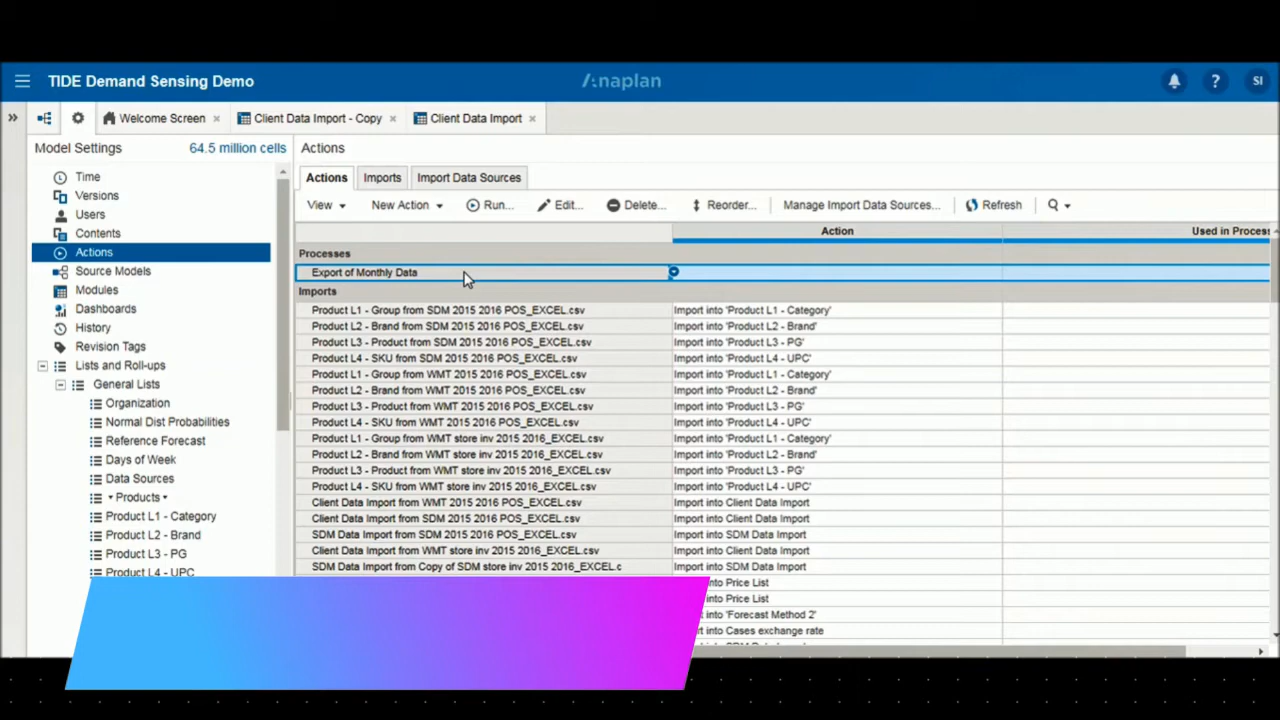 TIDE Demand Sensing Demo
Anaplan
? SI
Welcome Screen × Client Data Import - Copy × Client Data Import ×
Model Settings 64.5 million cells
Time
Versions
Users
Contents
Actions
Source Models
Modules
Dashboards
History
Revision Tags
Lists and Roll-ups
General Lists
Organization
Normal Dist Probabilities
Reference Forecast
Days of Week
Data Sources
Products
Product L1 - Category
Product L2 - Brand
Product L3 - PG
Product L4 - UPC
Actions
Actions Imports Import Data Sources
View New Action Run... Edit... Delete... Reorder... Manage Import Data Sources... Refresh
Action Used in Process
Processes
Export of Monthly Data
Imports
Product L1 - Group from SDM 2015 2016 POS_EXCEL.csv Import into 'Product L1 - Category'
Product L2 - Brand from SDM 2015 2016 POS_EXCEL.csv Import into 'Product L2 - Brand'
Product L3 - Product from SDM 2015 2016 POS_EXCEL.csv Import into 'Product L3 - PG'
Product L4 - SKU from SDM 2015 2016 POS_EXCEL.csv Import into 'Product L4 - UPC'
Product L1 - Group from WMT 2015 2016 POS_EXCEL.csv Import into 'Product L1 - Category'
Product L2 - Brand from WMT 2015 2016 POS_EXCEL.csv Import into 'Product L2 - Brand'
Product L3 - Product from WMT 2015 2016 POS_EXCEL.csv Import into 'Product L3 - PG'
Product L4 - SKU from WMT 2015 2016 POS_EXCEL.csv Import into 'Product L4 - UPC'
Product L1 - Group from WMT store inv 2015 2016_EXCEL.csv Import into 'Product L1 - Category'
Product L2 - Brand from WMT store inv 2015 2016_EXCEL.csv Import into 'Product L2 - Brand'
Product L3 - Product from WMT store inv 2015 2016_EXCEL.csv Import into 'Product L3 - PG'
Product L4 - SKU from WMT store inv 2015 2016_EXCEL.csv Import into 'Product L4 - UPC'
Client Data Import from WMT 2015 2016 POS_EXCEL.csv Import into Client Data Import
Client Data Import from SDM 2015 2016 POS_EXCEL.csv Import into Client Data Import
SDM Data Import from SDM 2015 2016 POS_EXCEL.csv Import into SDM Data Import
Client Data Import from WMT store inv 2015 2016_EXCEL.csv Import into Client Data Import
SDM Data Import from Copy of SDM store inv 2015 2016_EXCEL.c Import into SDM Data Import
into Price List
into Price List
into 'Forecast Method 2'
into Cases exchange rate